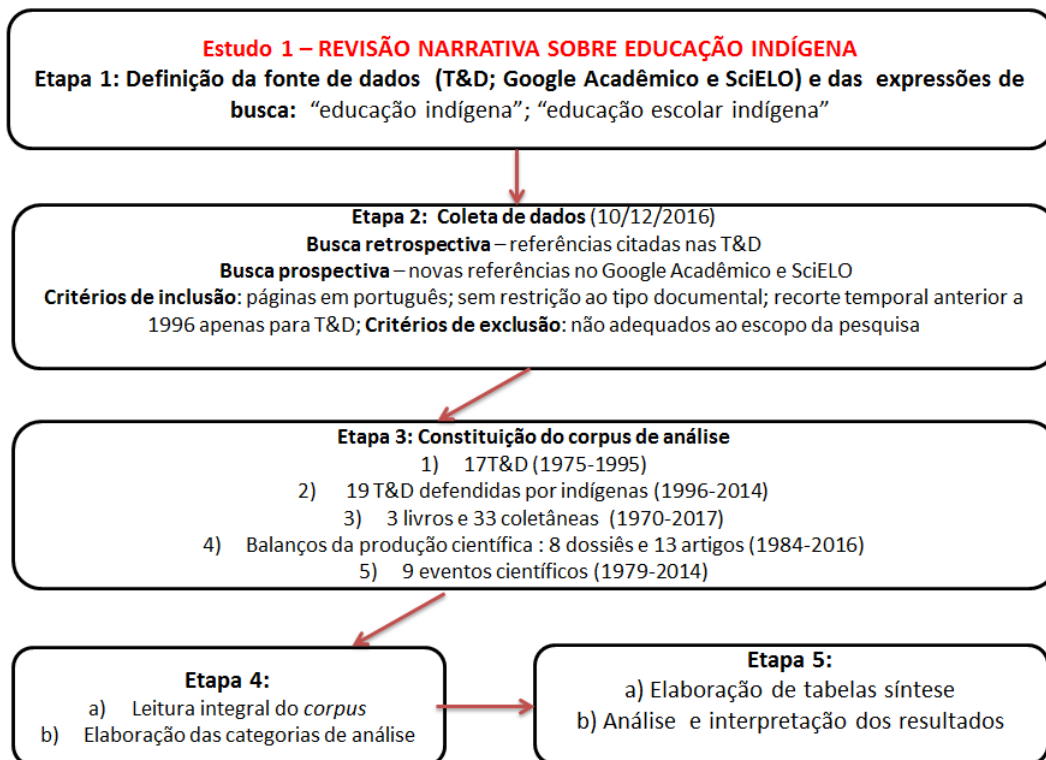 Estudo 1 – REVISÃO NARRATIVA SOBRE EDUCAÇÃO INDÍGENA
Etapa 1: Definição da fonte de dados (T&D; Google Acadêmico e SciELO) e das expressões de
busca: “educação indígena”; “educação escolar indígena”
Etapa 2: Coleta de dados (10/12/2016)
Busca retrospectiva – referências citadas nas T&D
Busca prospectiva – novas referências no Google Acadêmico e SciELO
Critérios de inclusão: páginas em português; sem restrição ao tipo documental; recorte temporal anterior a
1996 apenas para T&D; Critérios de exclusão: não adequados ao escopo da pesquisa
Etapa 3: Constituição do corpus de análise
1) 17T&D (1975-1995)
2) 19 T&D defendidas por indígenas (1996-2014)
3) 3 livros e 33 coletâneas (1970-2017)
4) Balanços da produção científica : 8 dossiês e 13 artigos (1984-2016)
5) 9 eventos científicos (1979-2014)
Etapa 4:
a) Leitura integral do corpus
b) Elaboração das categorias de análise
Etapa 5:
a) Elaboração de tabelas síntese
b) Análise e interpretação dos resultados